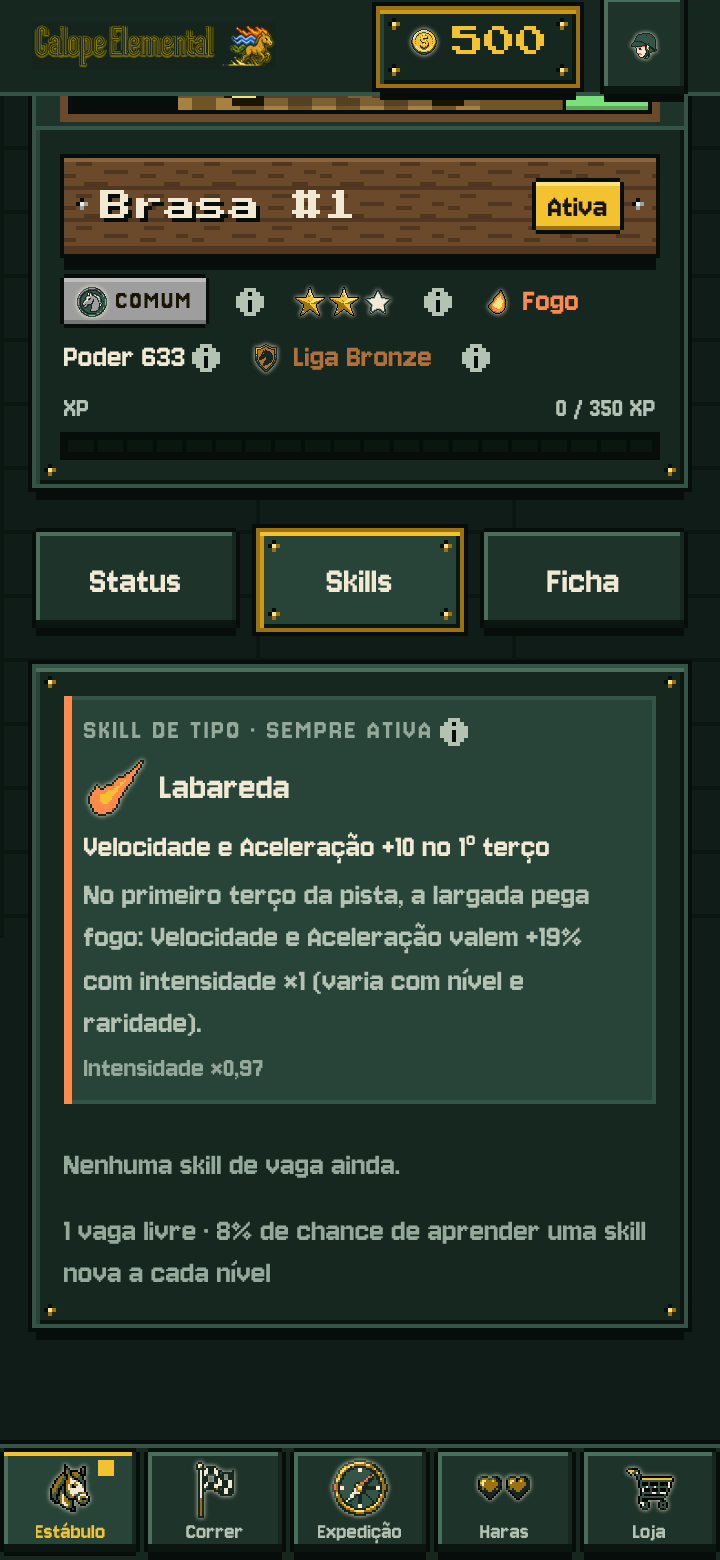 Galope Elemental
500
Brasa #1
Ativa
COMUM
Fogo
Poder 633
Liga Bronze
XP
0 / 350 XP
Status
Skills
Ficha
SKILL DE TIPO · SEMPRE ATIVA
Labareda
Velocidade e Aceleração +10 no 1º terço
No primeiro terço da pista, a largada pega
fogo: Velocidade e Aceleração valem +19%
com intensidade ×1 (varia com nível e
raridade).
Intensidade ×0,97
Nenhuma skill de vaga ainda.
1 vaga livre · 8% de chance de aprender uma skill
nova a cada nível
Estábulo
Correr
Expedição
Haras
Loja